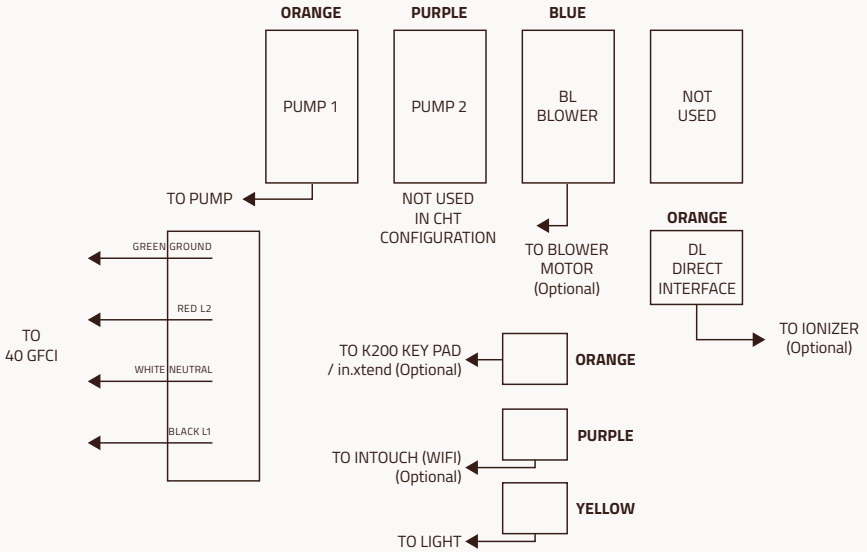 ORANGE
PURPLE
BLUE
PUMP 1
PUMP 2
BL
BLOWER
NOT
USED
TO PUMP
NOT USED
IN CHT
CONFIGURATION
TO BLOWER
MOTOR
(Optional)
ORANGE
DL
DIRECT
INTERFACE
TO IONIZER
(Optional)
GREEN GROUND
RED L2
WHITE NEUTRAL
BLACK L1
TO
40 GFCI
TO K200 KEY PAD
/ in.xtend (Optional)
ORANGE
TO INTOUCH (WIFI)
(Optional)
PURPLE
TO LIGHT
YELLOW